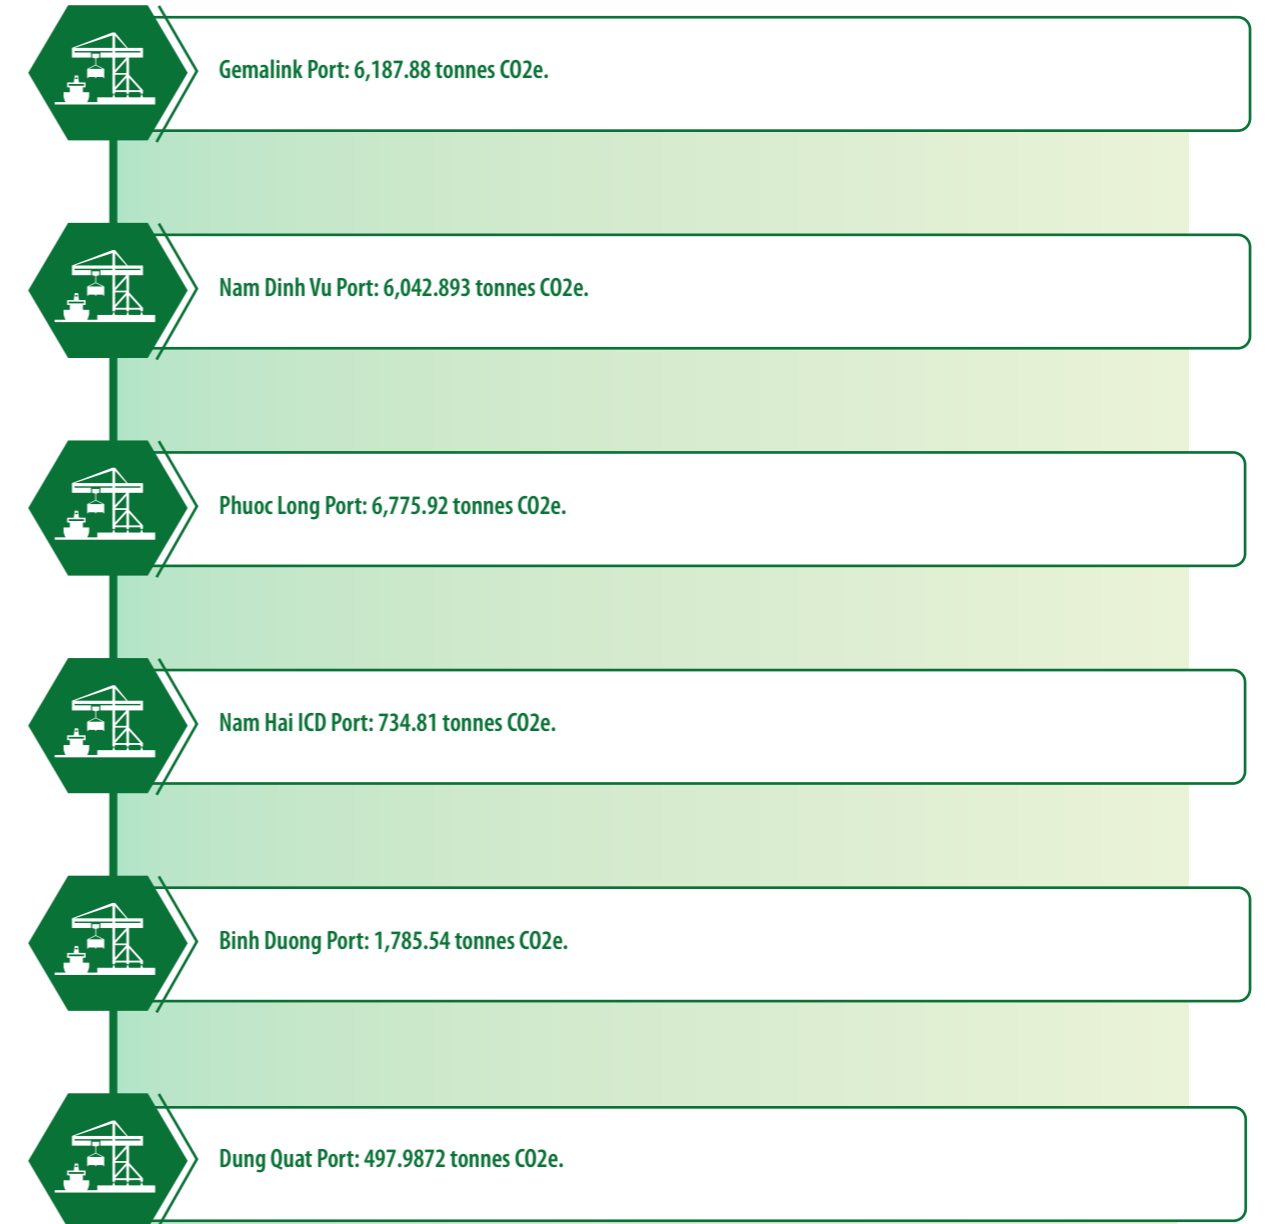 Gemalink Port: 6,187.88 tonnes CO2e.
Nam Dinh Vu Port: 6,042.893 tonnes CO2e.
Phuoc Long Port: 6,775.92 tonnes CO2e.
Nam Hai ICD Port: 734.81 tonnes CO2e.
Binh Duong Port: 1,785.54 tonnes CO2e.
Dung Quat Port: 497.9872 tonnes CO2e.